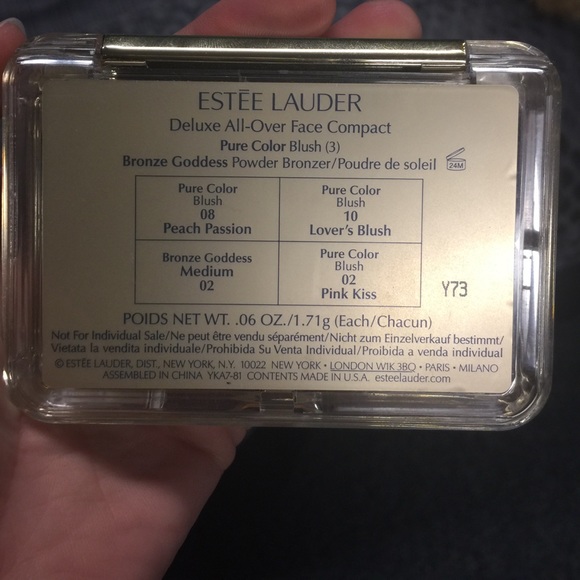 ESTĒE LAUDER
Deluxe All-Over Face Compact
Pure Color Blush (3)
Bronze Goddess Powder Bronzer/Poudre de soleil
24M
Pure Color
Blush
08
Peach Passion
Pure Color
Blush
10
Lover's Blush
Bronze Goddess
Medium
02
Pure Color
Blush
02
Pink Kiss
Y73
POIDS NET WT. .06 OZ./1.71g (Each/Chacun)
Not For Individual Sale/Ne peut être vendu séparément/Nicht zum Einzelverkauf bestimmt/
Vietata la vendita individuale/Prohibida Su Venta Individual/Proibida a venda individual
© ESTĒE LAUDER, DIST., NEW YORK, N.Y. 10022 NEW YORK • LONDON W1K 3BQ • PARIS • MILANO
ASSEMBLED IN CHINA YKA7-81 CONTENTS MADE IN U.S.A. esteelauder.com